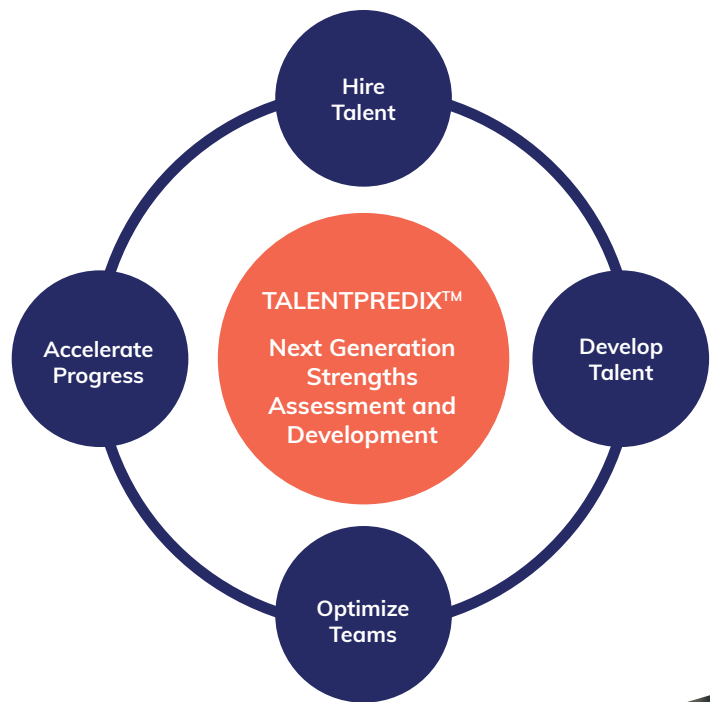 Hire
Talent
TALENTPREDIX™
Next Generation
Strengths
Assessment and
Development
Accelerate
Progress
Develop
Talent
Optimize
Teams